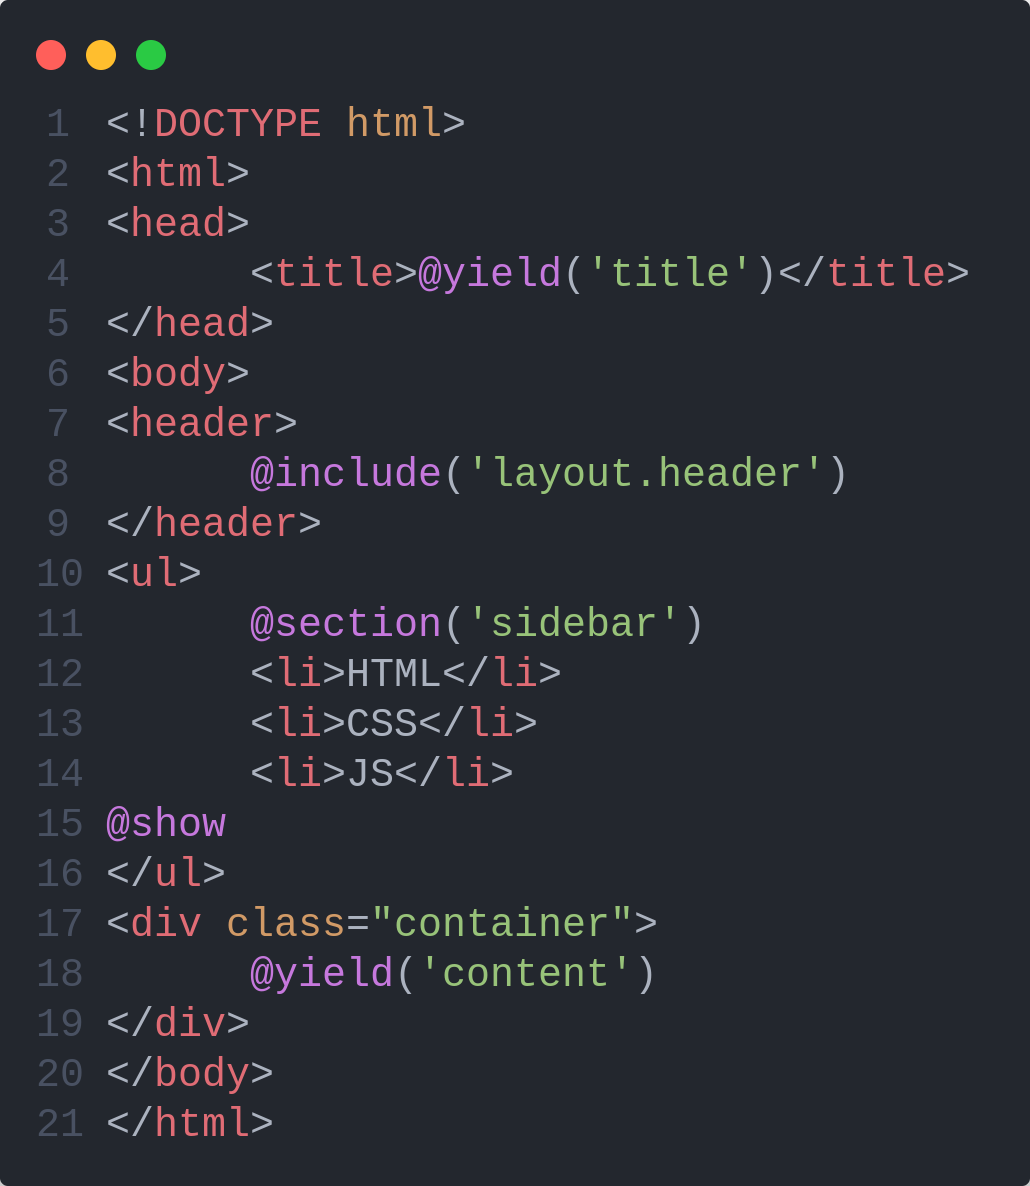 1 <!DOCTYPE html>
2 <html>
3 <head>
4       <title>@yield('title')</title>
5 </head>
6 <body>
7 <header>
8       @include('layout.header')
9 </header>
10 <ul>
11       @section('sidebar')
12       <li>HTML</li>
13       <li>CSS</li>
14       <li>JS</li>
15 @show
16 </ul>
17 <div class="container">
18       @yield('content')
19 </div>
20 </body>
21 </html>